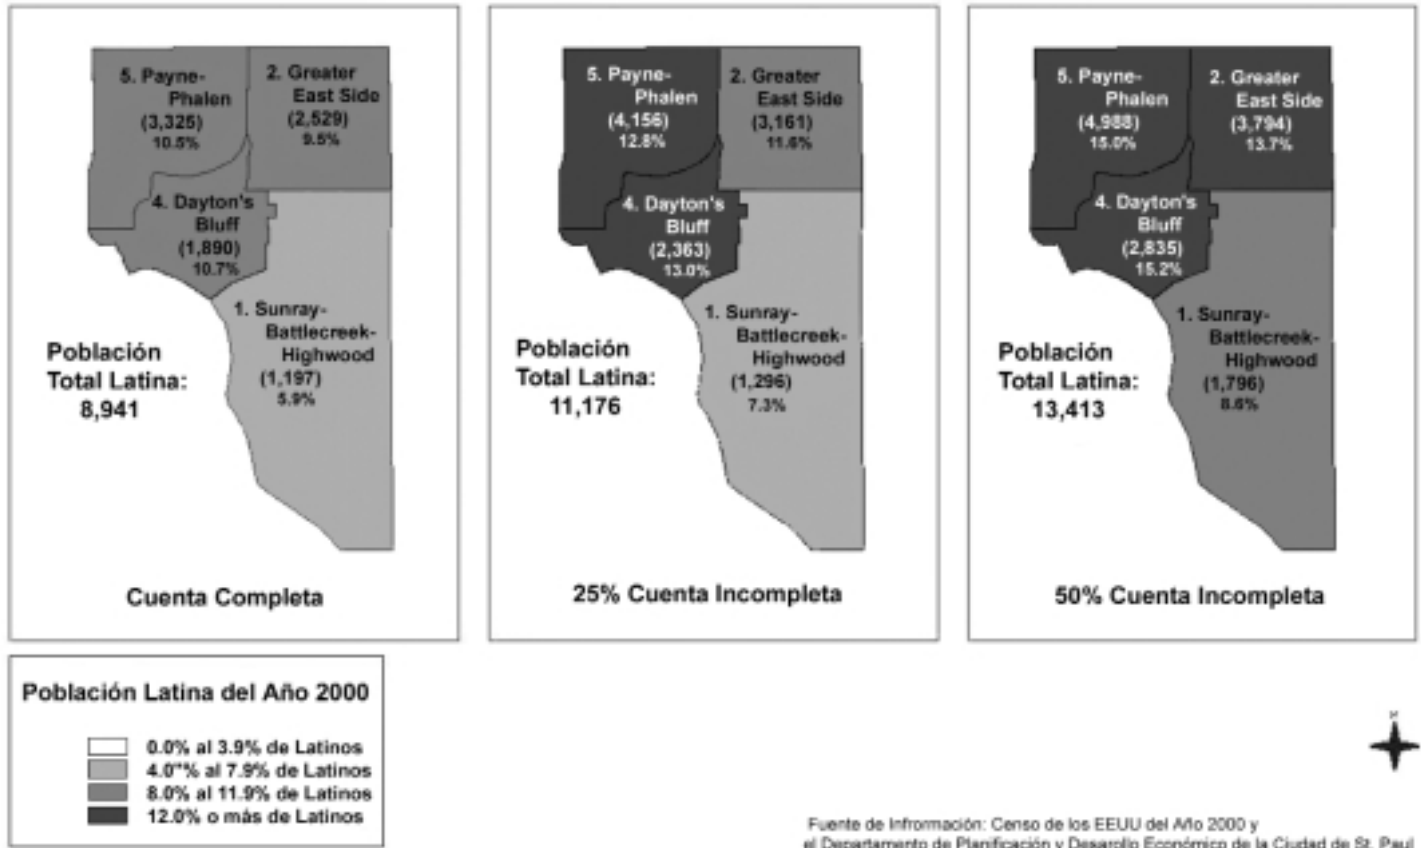 5. Payne-
Phalen
(3,325)
10.5%
2. Greater
East Side
(2,529)
9.5%
4. Dayton's
Bluff
(1,890)
10.7%
1. Sunray-
Battlecreek-
Highwood
(1,197)
5.9%
Población
Total Latina:
8,941
Cuenta Completa
5. Payne-
Phalen
(4,156)
12.8%
2. Greater
East Side
(3,161)
11.6%
4. Dayton's
Bluff
(2,363)
13.0%
1. Sunray-
Battlecreek-
Highwood
(1,296)
7.3%
Población
Total Latina:
11,176
25% Cuenta Incompleta
5. Payne-
Phalen
(4,988)
15.0%
2. Greater
East Side
(3,794)
13.7%
4. Dayton's
Bluff
(2,835)
15.2%
1. Sunray-
Battlecreek-
Highwood
(1,796)
8.6%
Población
Total Latina:
13,413
50% Cuenta Incompleta
Población Latina del Año 2000
0.0% al 3.9% de Latinos
4.0"% al 7.9% de Latinos
8.0% al 11.9% de Latinos
12.0% o más de Latinos
N
Fuente de Infrormación: Censo de los EEUU del Año 2000 y
el Departamento de Planificación y Desarollo Económico de la Ciudad de St. Paul